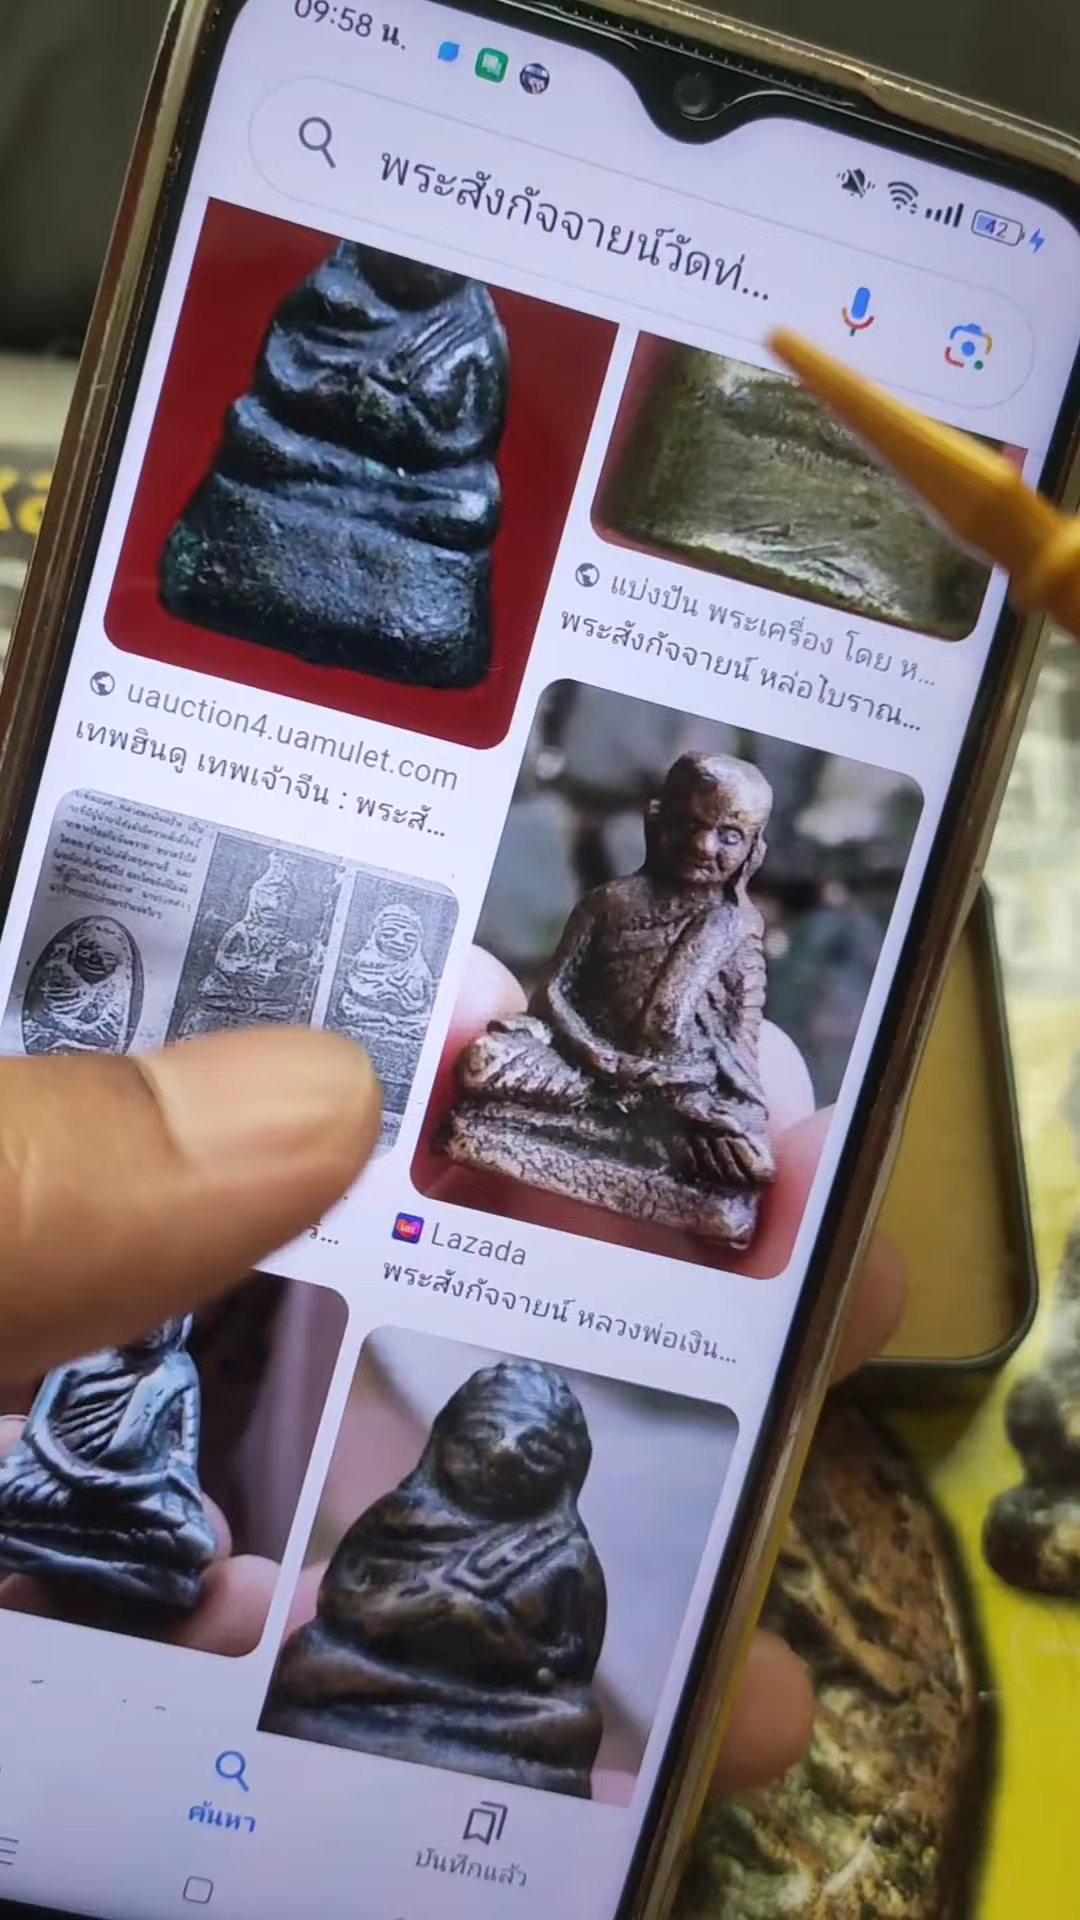 09:58 น.
42
พระสังกัจจายน์วัดท่...
แบ่งปัน พระเครื่อง โดย ห...
พระสังกัจจายน์ หล่อโบราณ...
uauction4.uamulet.com
เทพฮินดู เทพเจ้าจีน : พระสั...
Lazada
พระสังกัจจายน์ หลวงพ่อเงิน...
ค้นหา
บันทึกแล้ว